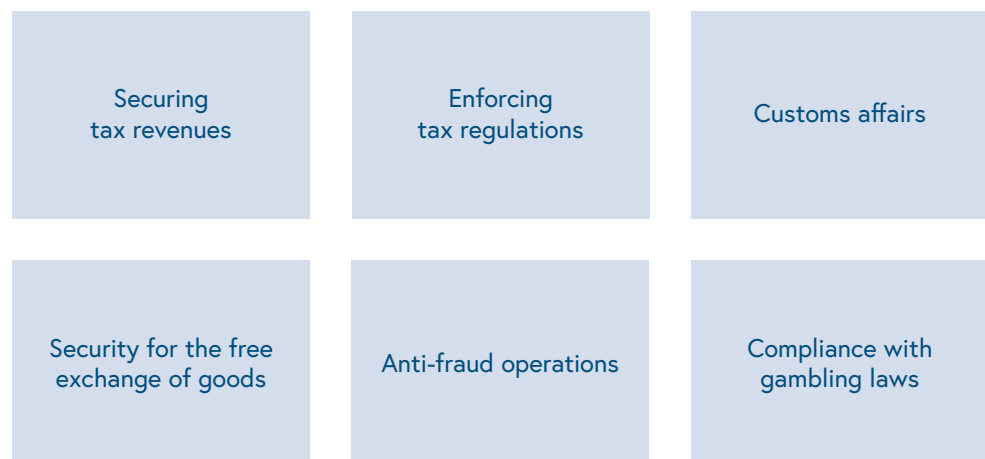 Securing
tax revenues
Enforcing
tax regulations
Customs affairs
Security for the free
exchange of goods
Anti-fraud operations
Compliance with
gambling laws